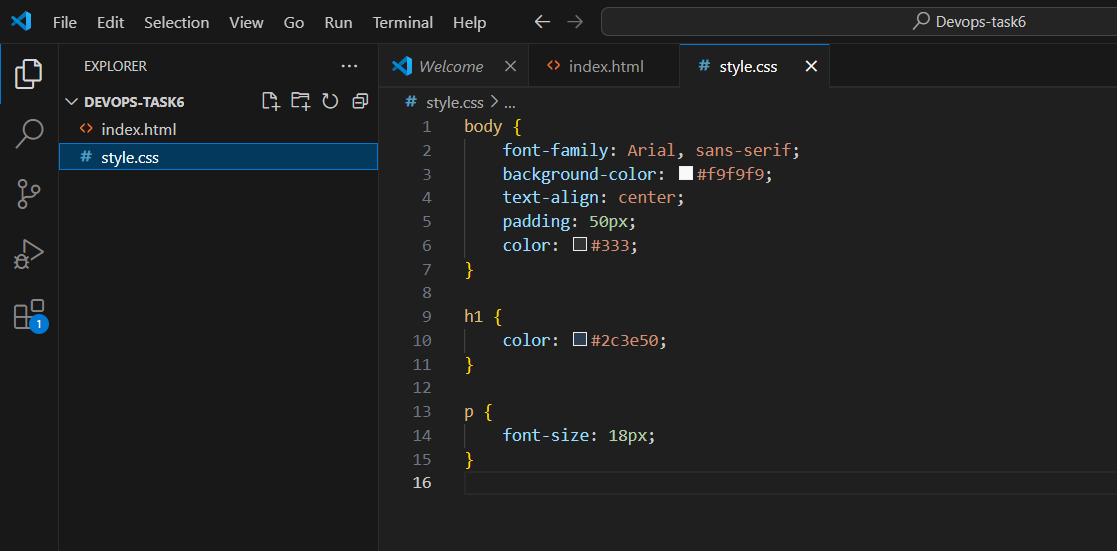 File Edit Selection View Go Run Terminal Help
Devops-task6
EXPLORER
DEVOPS-TASK6
index.html
# style.css
1
Welcome
index.html
# style.css
# style.css > ...
1 body {
2 font-family: Arial, sans-serif;
3 background-color: #f9f9f9;
4 text-align: center;
5 padding: 50px;
6 color: #333;
7 }
8
9 h1 {
10 color: #2c3e50;
11 }
12
13 p {
14 font-size: 18px;
15 }
16